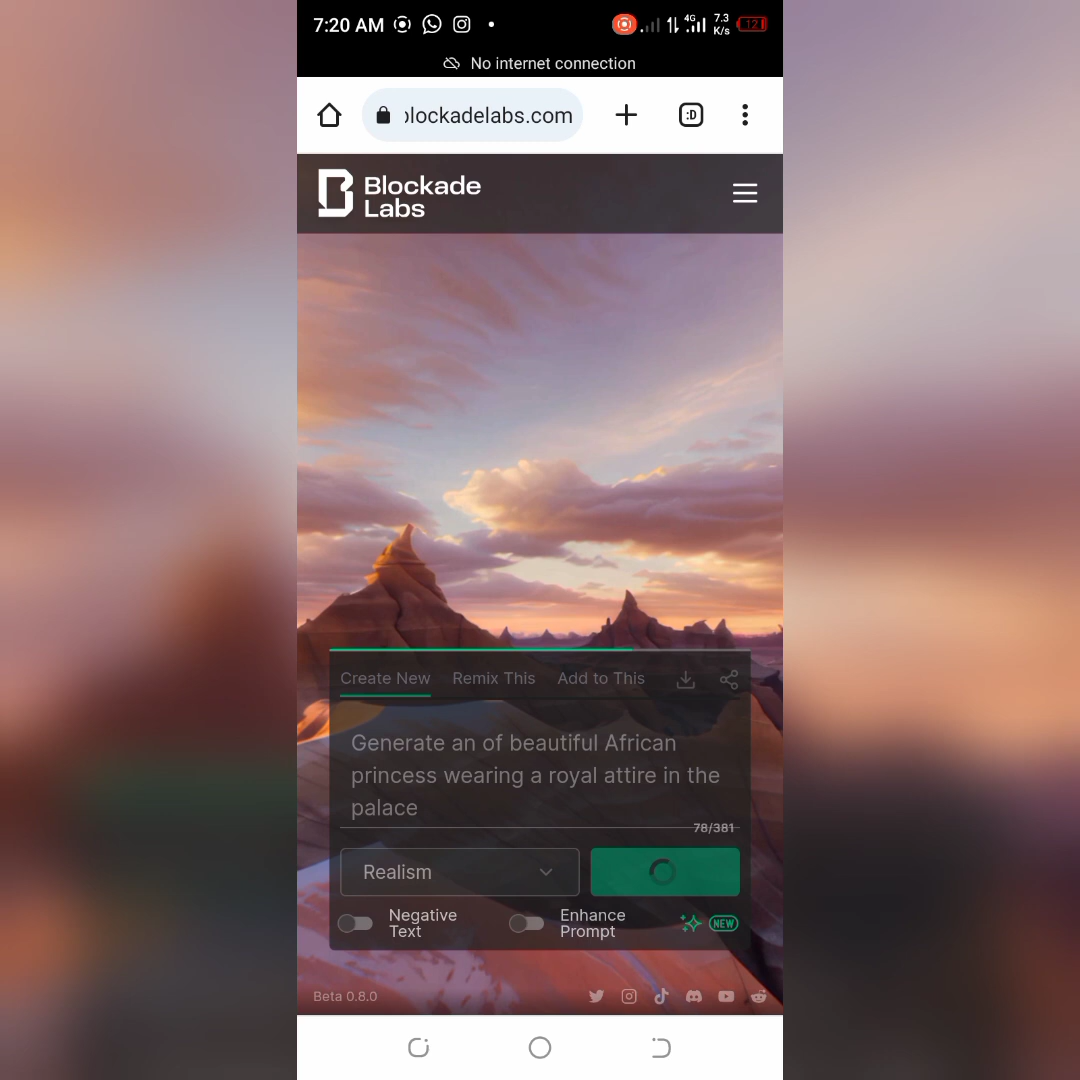 7:20 AM
4G
7.3
K/s
12
No internet connection
lockadelabs.com
:D
Blockade
Labs
Create New Remix This Add to This
Generate an of beautiful African
princess wearing a royal attire in the
palace
78/381
Realism
Negative
Text
Enhance
Prompt
NEW
Beta 0.8.0